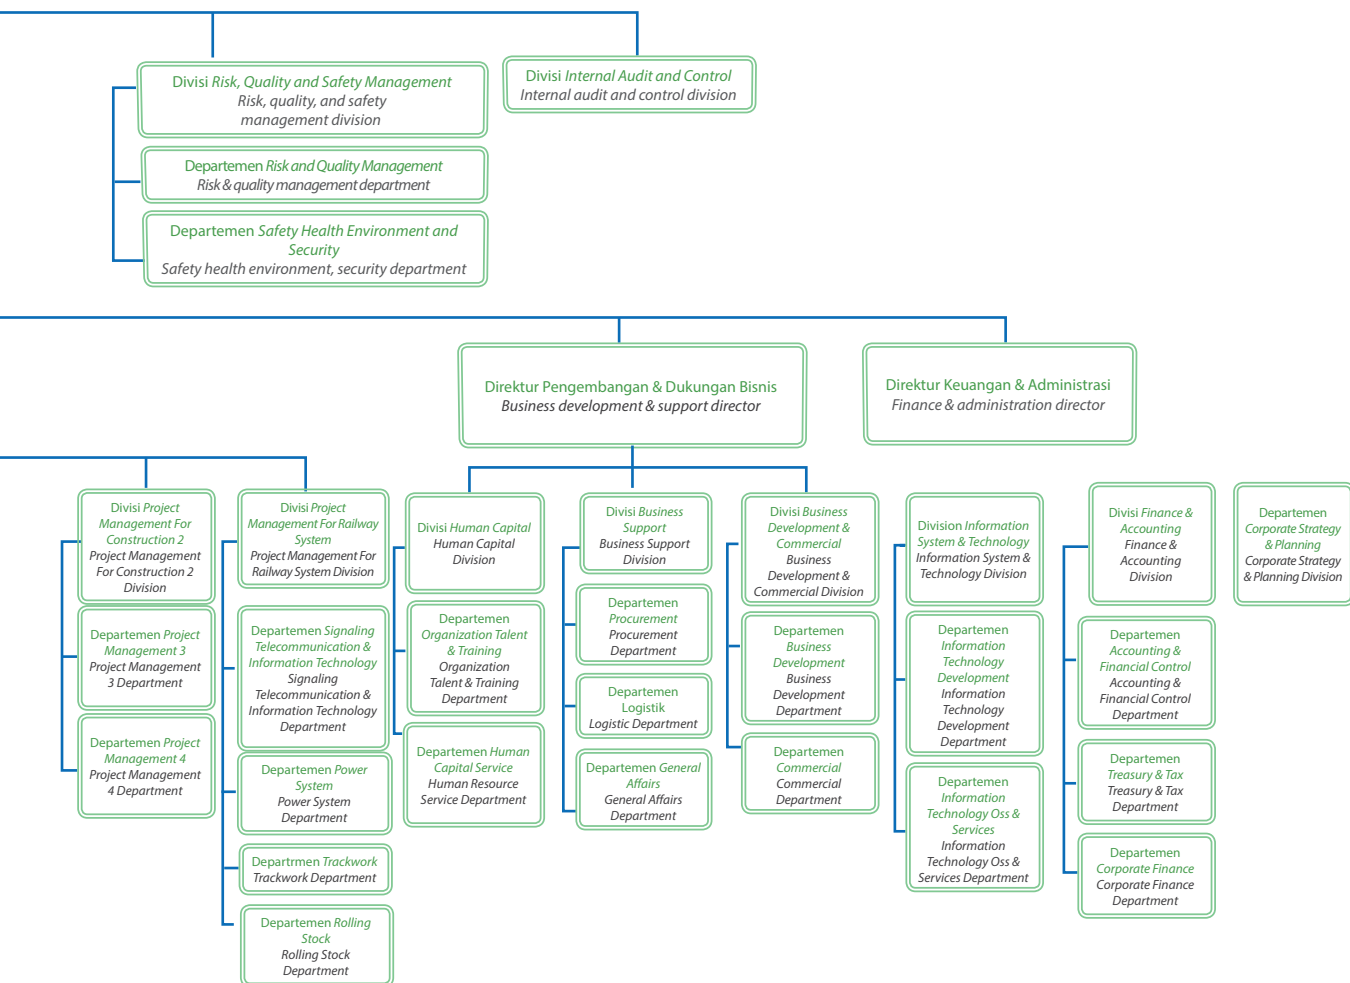 Divisi Risk, Quality and Safety Management
Risk, quality, and safety
management division
Divisi Internal Audit and Control
Internal audit and control division
Departemen Risk and Quality Management
Risk & quality management department
Departemen Safety Health Environment and
Security
Safety health environment, security department
Direktur Pengembangan & Dukungan Bisnis
Business development & support director
Direktur Keuangan & Administrasi
Finance & administration director
Divisi Project
Management For
Construction 2
Project Management
For Construction 2
Division
Departemen Project
Management 3
Project Management
3 Department
Departemen Project
Management 4
Project Management
4 Department
Divisi Project
Management For Railway
System
Project Management For
Railway System Division
Departemen Signaling
Telecommunication &
Information Technology
Signaling
Telecommunication &
Information Technology
Department
Departemen Power
System
Power System
Department
Departrmen Trackwork
Trackwork Department
Departemen Rolling
Stock
Rolling Stock
Department
Divisi Human Capital
Human Capital
Division
Departemen
Organization Talent
& Training
Organization
Talent & Training
Department
Departemen Human
Capital Service
Human Resource
Service Department
Divisi Business
Support
Business Support
Division
Departemen
Procurement
Procurement
Department
Departemen
Logistik
Logistic Department
Departemen General
Affairs
General Affairs
Department
Divisi Business
Development &
Commercial
Business
Development &
Commercial Division
Departemen
Business
Development
Business
Development
Department
Departemen
Commercial
Commercial
Department
Division Information
System & Technology
Information System &
Technology Division
Departemen
Information
Technology
Development
Information
Technology
Development
Department
Departemen
Information
Technology Oss &
Services
Information
Technology Oss &
Services Department
Divisi Finance &
Accounting
Finance &
Accounting
Division
Departemen
Accounting &
Financial Control
Accounting &
Financial Control
Department
Departemen
Treasury & Tax
Treasury & Tax
Department
Departemen
Corporate Finance
Corporate Finance
Department
Departemen
Corporate Strategy
& Planning
Corporate Strategy
& Planning Division